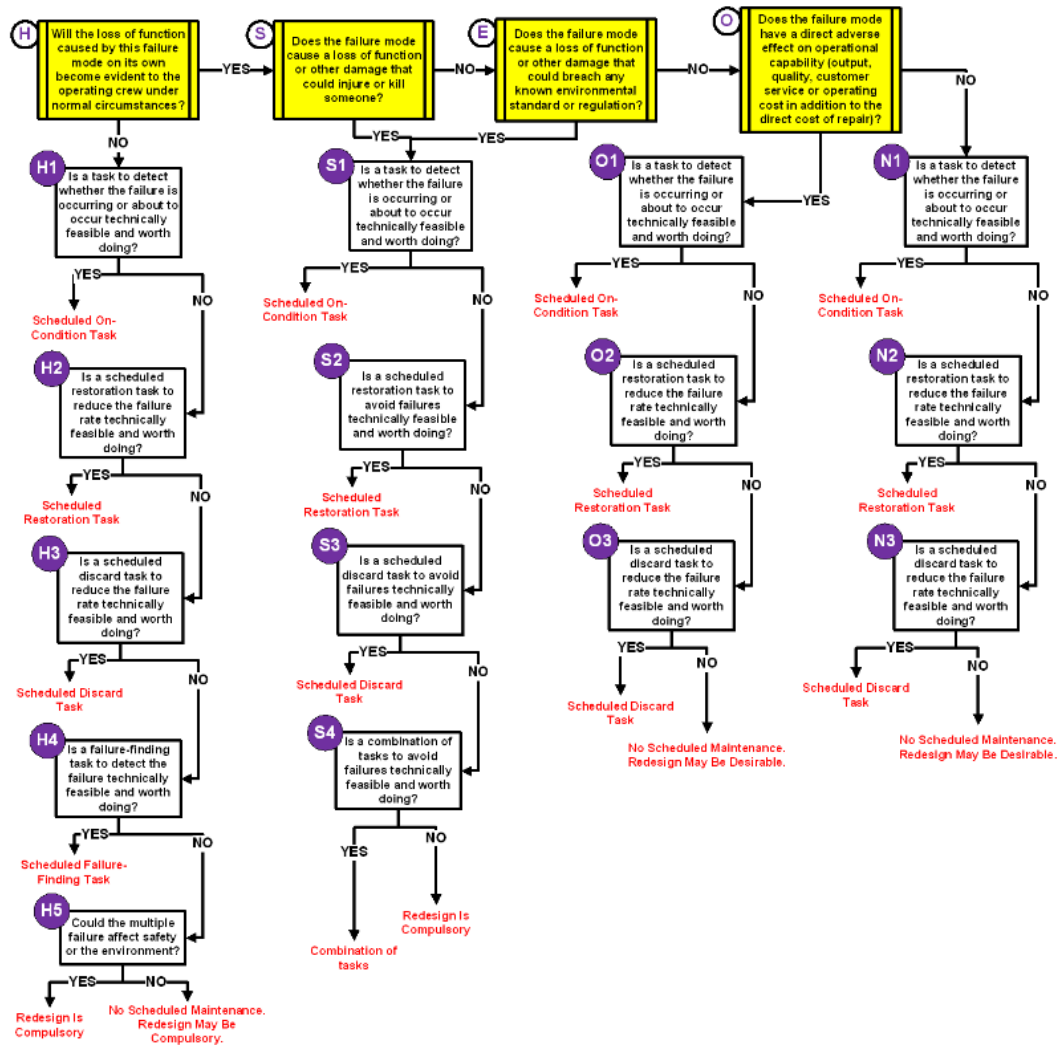 H
Will the loss of function
caused by this failure
mode on its own
become evident to the
operating crew under
normal circumstances?
YES
S
Does the failure mode
cause a loss of function
or other damage that
could injure or kill
someone?
NO
E
Does the failure mode
cause a loss of function
or other damage that
could breach any
known environmental
standard or regulation?
NO
O
Does the failure mode
have a direct adverse
effect on operational
capability (output,
quality, customer
service or operating
cost in addition to the
direct cost of repair)?
NO
NO
YES
YES
YES
H1
Is a task to detect
whether the failure is
occurring or about to
occur technically
feasible and worth
doing?
YES
NO
Scheduled On-
Condition Task
H2
Is a scheduled
restoration task to
reduce the failure
rate technically
feasible and worth
doing?
YES
NO
Scheduled
Restoration Task
H3
Is a scheduled
discard task to
reduce the failure
rate technically
feasible and worth
doing?
YES
NO
Scheduled Discard
Task
H4
Is a failure-finding
task to detect the
failure technically
feasible and worth
doing?
YES
NO
Scheduled Failure-
Finding Task
H5
Could the multiple
failure affect safety
or the environment?
YES
NO
Redesign Is
Compulsory
No Scheduled Maintenance.
Redesign May Be
Compulsory.
S1
Is a task to detect
whether the failure
is occurring or
about to occur
technically feasible
and worth doing?
YES
NO
Scheduled On-
Condition Task
S2
Is a scheduled
restoration task to
avoid failures
technically feasible
and worth doing?
YES
NO
Scheduled
Restoration Task
S3
Is a scheduled
discard task to avoid
failures technically
feasible and worth
doing?
YES
NO
Scheduled Discard
Task
S4
Is a combination of
tasks to avoid
failures technically
feasible and worth
doing?
YES
NO
Combination of
tasks
Redesign Is
Compulsory
O1
Is a task to detect
whether the failure
is occurring or
about to occur
technically feasible
and worth doing?
YES
NO
Scheduled On-
Condition Task
O2
Is a scheduled
restoration task to
reduce the failure
rate technically
feasible and worth
doing?
YES
NO
Scheduled
Restoration Task
O3
Is a scheduled
discard task to
reduce the failure
rate technically
feasible and worth
doing?
YES
NO
Scheduled Discard
Task
No Scheduled Maintenance.
Redesign May Be Desirable.
N1
Is a task to detect
whether the failure
is occurring or
about to occur
technically feasible
and worth doing?
YES
NO
Scheduled On-
Condition Task
N2
Is a scheduled
restoration task to
reduce the failure
rate technically
feasible and worth
doing?
YES
NO
Scheduled
Restoration Task
N3
Is a scheduled
discard task to
reduce the failure
rate technically
feasible and worth
doing?
YES
NO
Scheduled Discard
Task
No Scheduled Maintenance.
Redesign May Be Desirable.